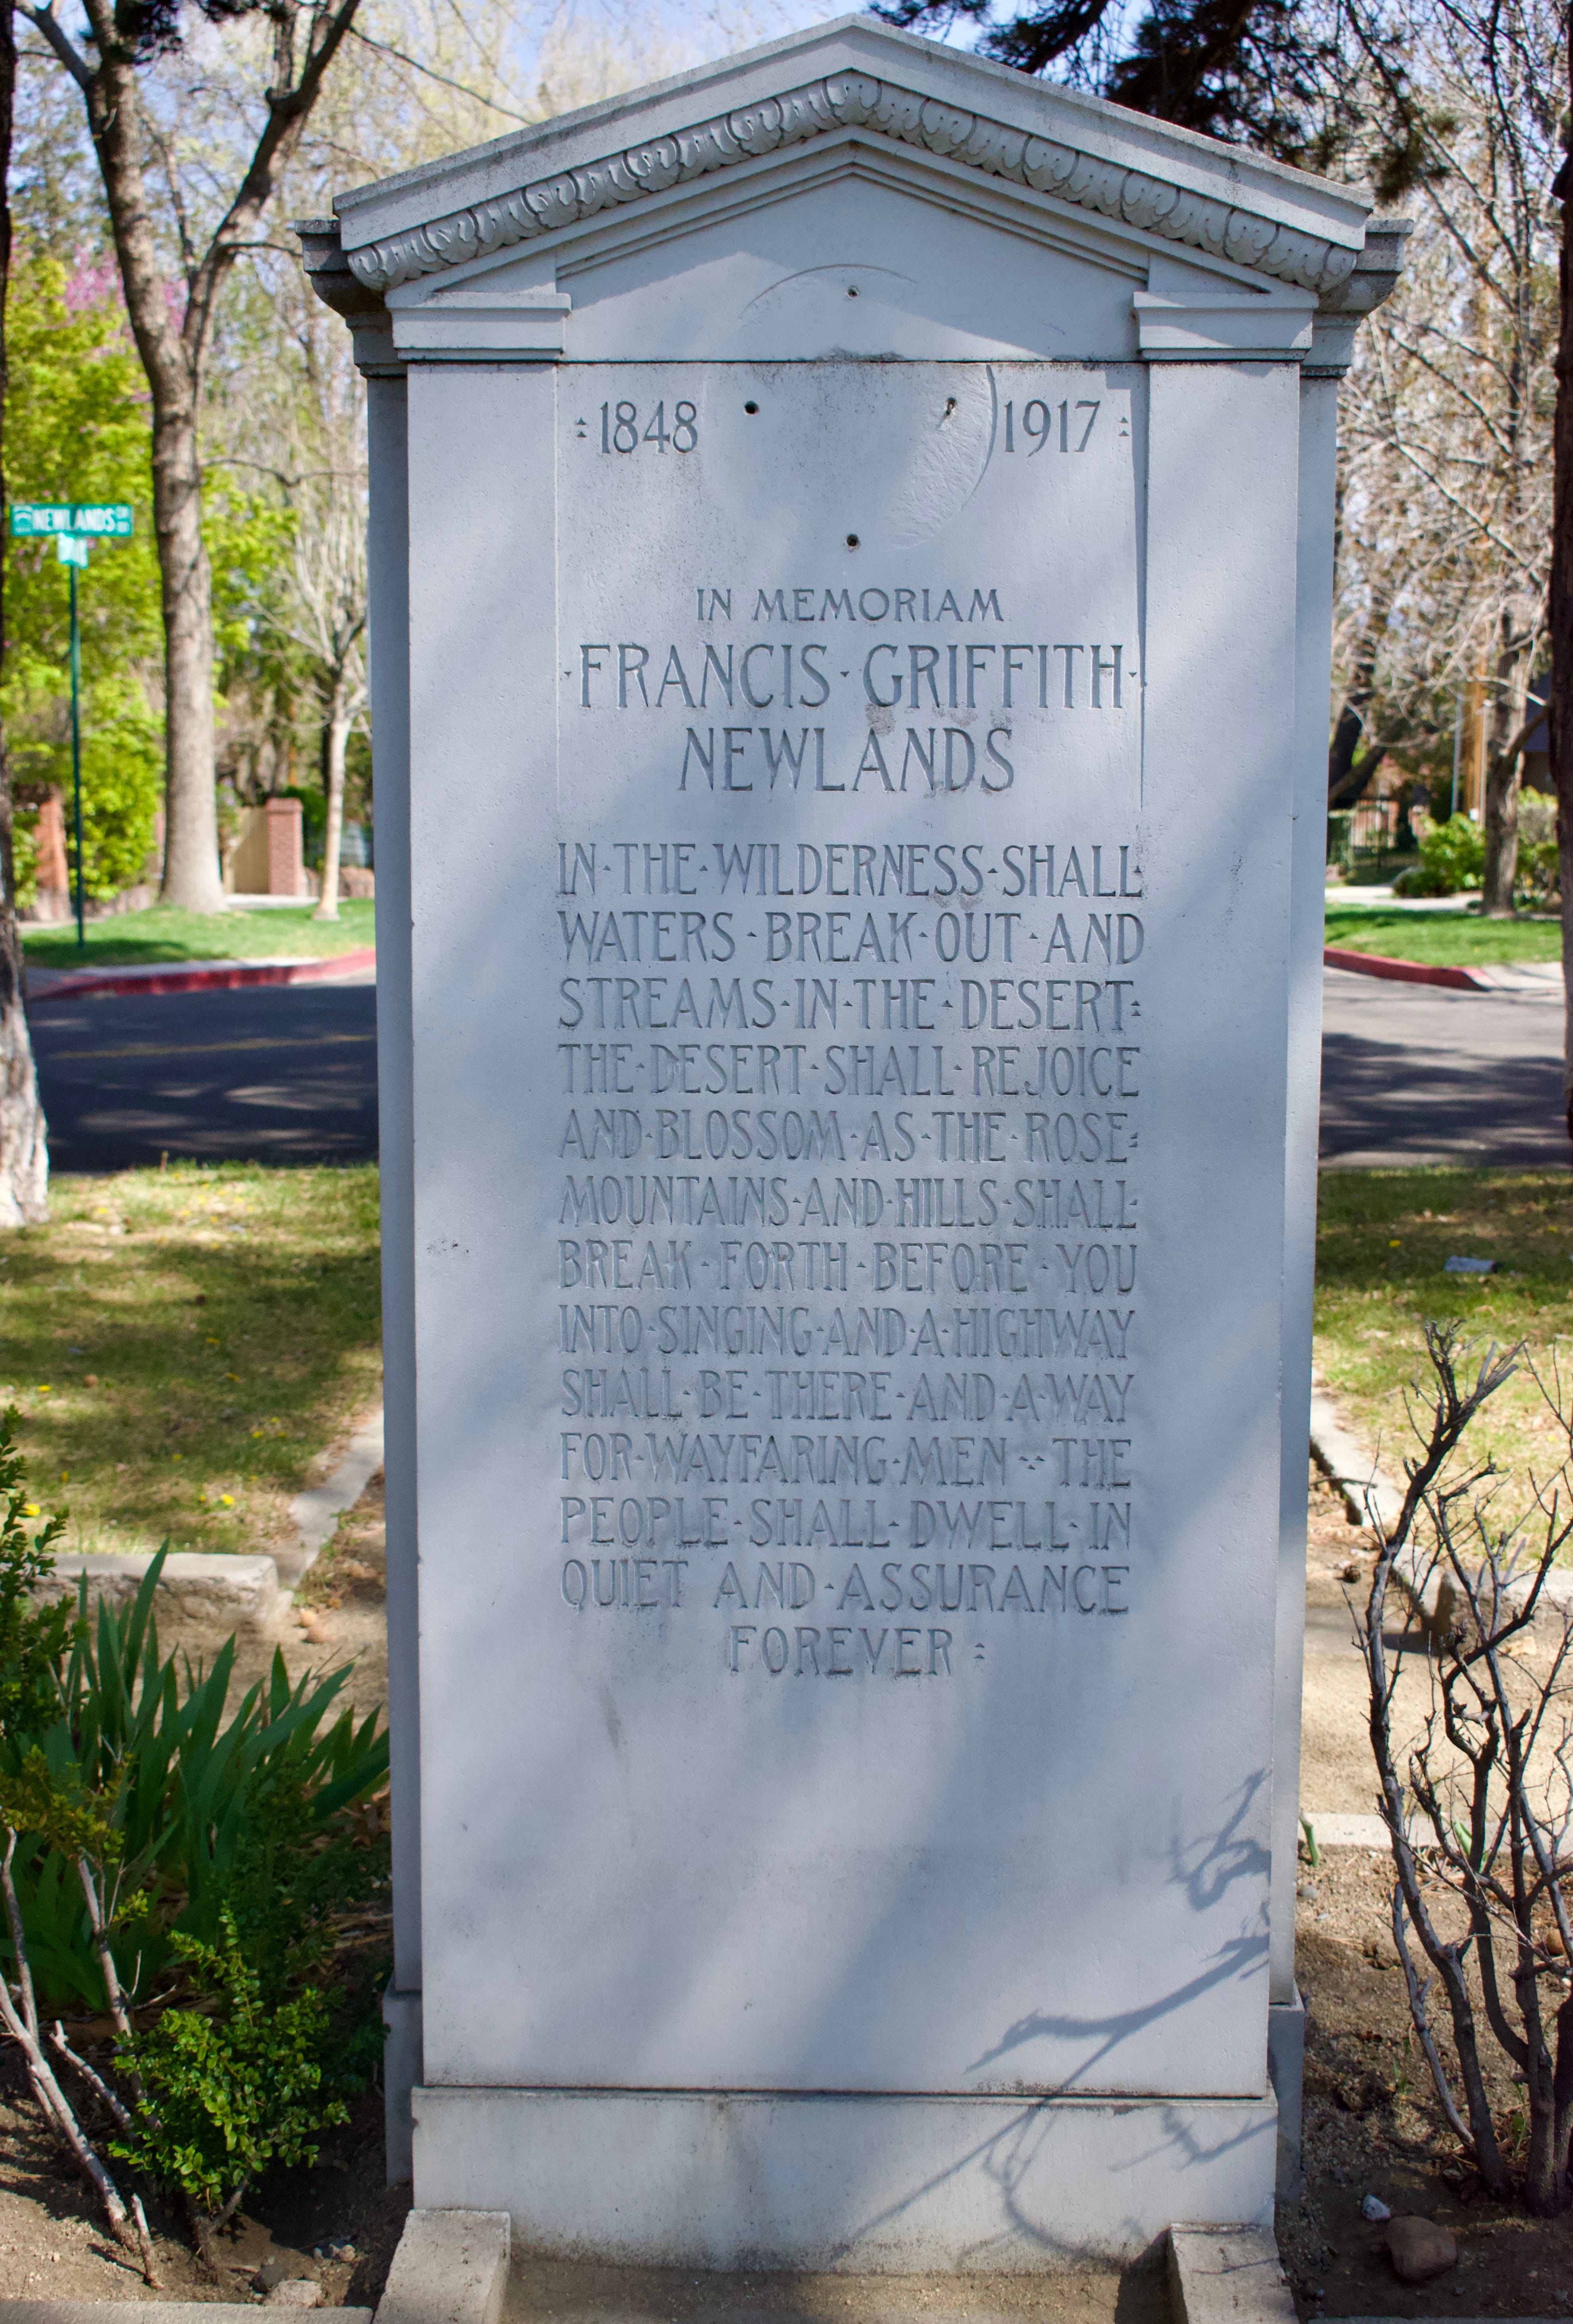 NEWLANDS
1848 1917
IN MEMORIAM
·FRANCIS·GRIFFITH·
NEWLANDS
IN·THE·WILDERNESS·SHALL·
WATERS·BREAK·OUT·AND
STREAMS·IN·THE·DESERT:
THE·DESERT·SHALL·REJOICE
AND·BLOSSOM·AS·THE·ROSE:
MOUNTAINS·AND·HILLS·SHALL·
BREAK·FORTH·BEFORE·YOU
INTO·SINGING·AND·A·HIGHWAY
SHALL·BE·THERE·AND·A·WAY
FOR·WAYFARING·MEN THE
PEOPLE·SHALL·DWELL·IN
QUIET AND·ASSURANCE
FOREVER: